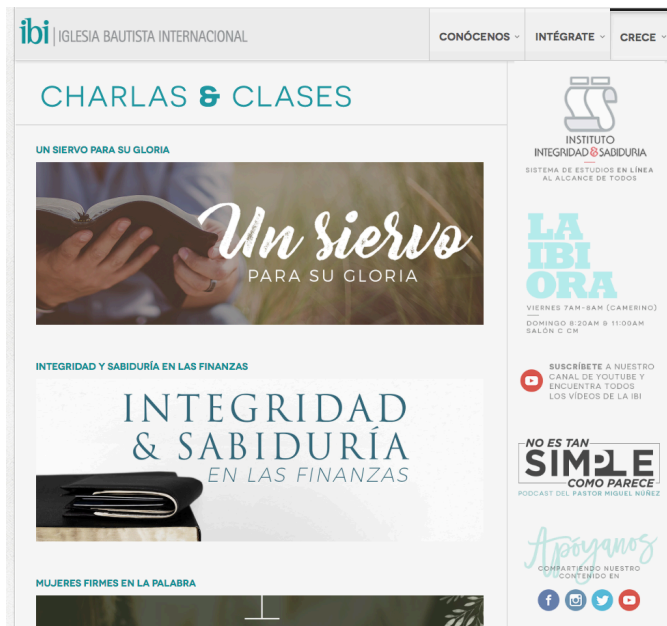 ibi | IGLESIA BAUTISTA INTERNACIONAL
CONÓCENOS
INTÉGRATE
CRECE
CHARLAS & CLASES
UN SIERVO PARA SU GLORIA
Un siervo
PARA SU GLORIA
INTEGRIDAD Y SABIDURÍA EN LAS FINANZAS
INTEGRIDAD
& SABIDURÍA
EN LAS FINANZAS
MUJERES FIRMES EN LA PALABRA
INSTITUTO
INTEGRIDAD & SABIDURIA
SISTEMA DE ESTUDIOS EN LÍNEA
AL ALCANCE DE TODOS
LA
IBI
ORA
VIERNES 7AM-8AM (CAMERINO)
DOMINGO 8:20AM & 11:00AM
SALÓN C CM
SUSCRÍBETE A NUESTRO
CANAL DE YOUTUBE Y
ENCUENTRA TODOS
LOS VÍDEOS DE LA IBI
NO ES TAN
SIMPLE
COMO PARECE
PODCAST DEL PASTOR MIGUEL NÚÑEZ
Apóyanos
COMPARTIENDO NUESTRO
CONTENIDO EN